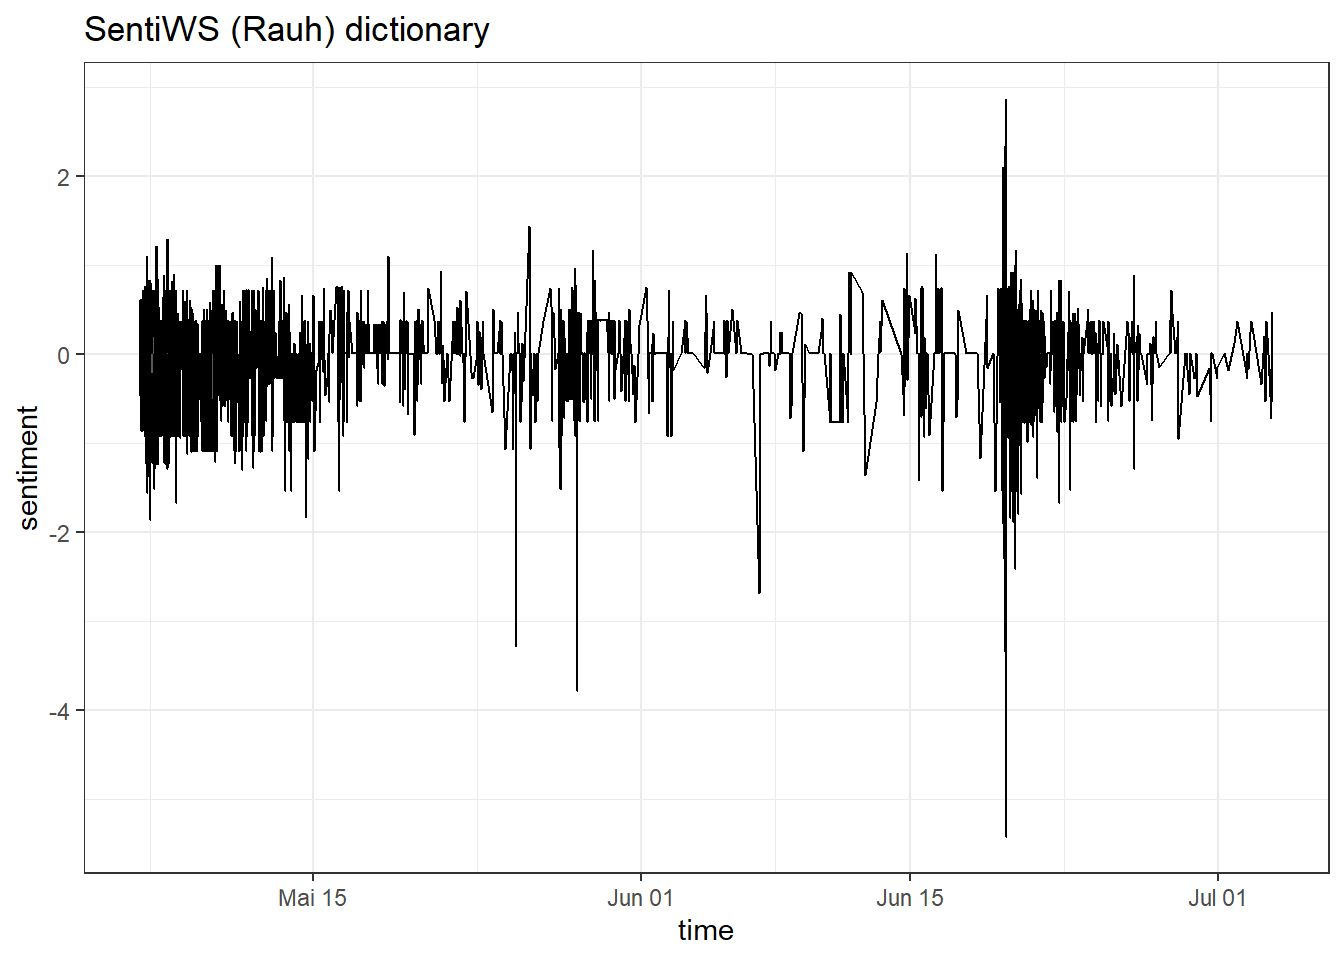 SentiWS (Rauh) dictionary
2
0
-2
-4
sentiment
Mai 15
Jun 01
Jun 15
Jul 01
time